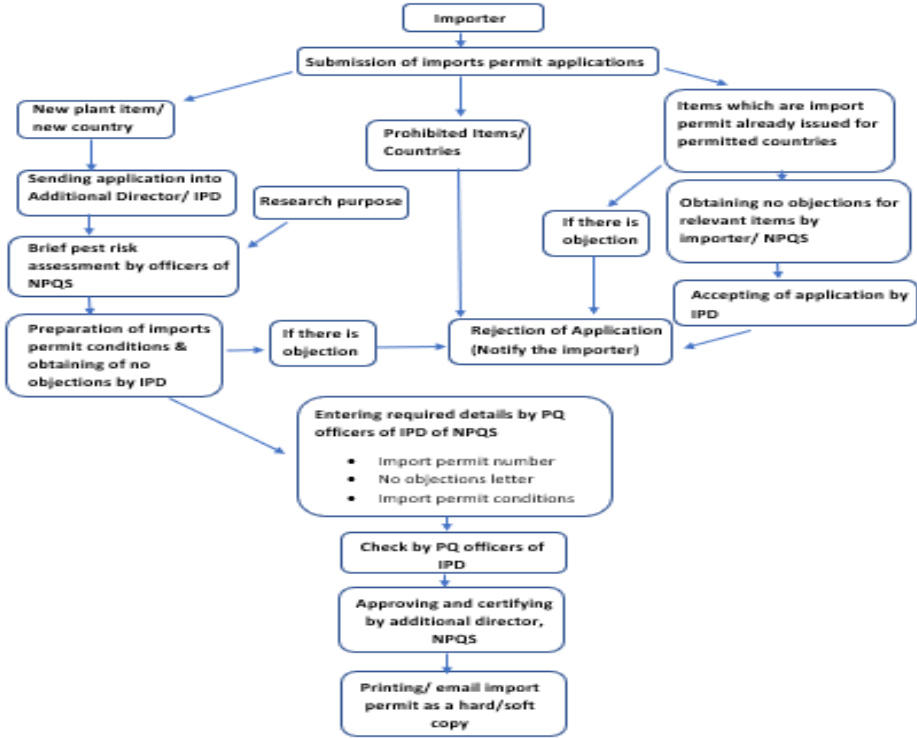 Importer
Submission of imports permit applications
New plant item/
new country
Prohibited Items/
Countries
Items which are import
permit already issued for
permitted countries
Sending application into
Additional Director/ IPD
Research purpose
If there is
objection
Obtaining no objections for
relevant items by
importer/ NPQS
Brief pest risk
assessment by officers of
NPQS
Accepting of application by
IPD
Preparation of imports
permit conditions &
obtaining of no
objections by IPD
If there is
objection
Rejection of Application
(Notify the importer)
Entering required details by PQ
officers of IPD of NPQS
• Import permit number
• No objections letter
• Import permit conditions
Check by PQ officers of
IPD
Approving and certifying
by additional director,
NPQS
Printing/ email import
permit as a hard/soft
copy